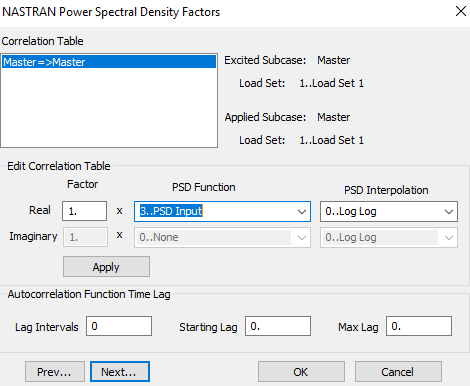 NASTRAN Power Spectral Density Factors
Correlation Table
Master=>Master
Excited Subcase: Master
Load Set: 1..Load Set 1
Applied Subcase: Master
Load Set: 1..Load Set 1
Edit Correlation Table
Factor PSD Function PSD Interpolation
Real 1. x 3..PSD Input 0..Log Log
Imaginary 1. x 0..None 0..Log Log
Apply
Autocorrelation Function Time Lag
Lag Intervals 0 Starting Lag 0. Max Lag 0.
Prev... Next... OK Cancel